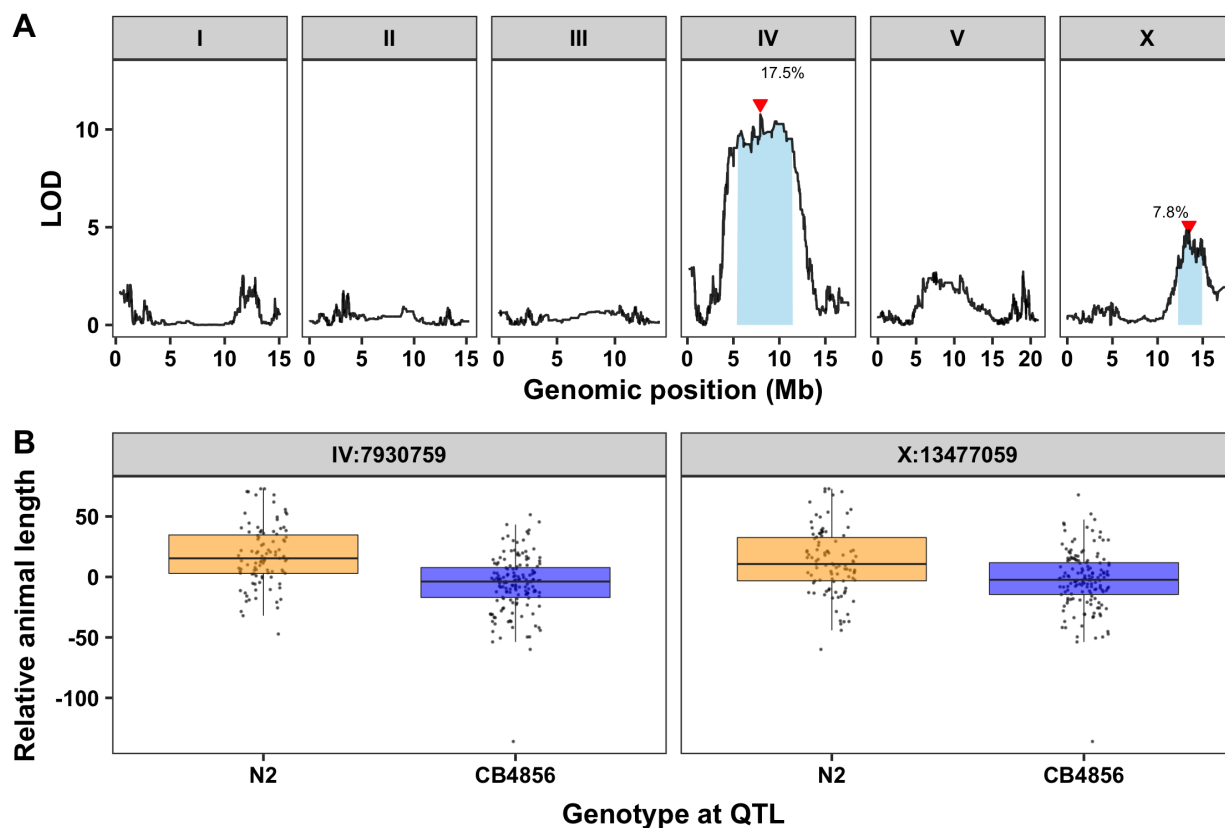 A
I II III IV V X
17.5%
7.8%
LOD
10
5
0
0 5 10 15 0 5 10 15 0 5 10 0 5 10 15 0 5 10 15 20 0 5 10 15
Genomic position (Mb)
B
IV:7930759 X:13477059
Relative animal length
50
0
-50
-100
N2 CB4856 N2 CB4856
Genotype at QTL